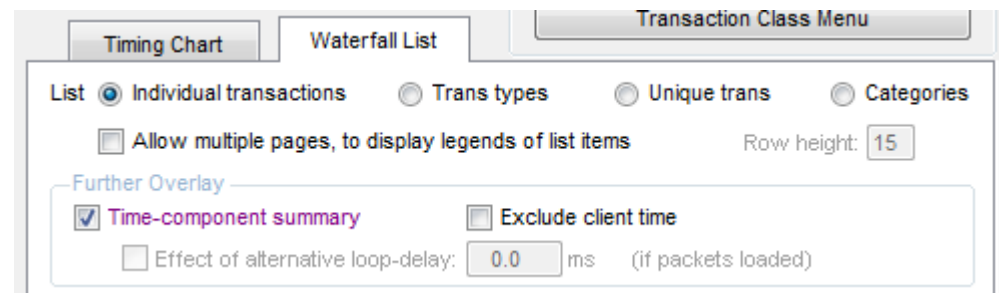 Transaction Class Menu
Timing Chart Waterfall List
List Individual transactions Trans types Unique trans Categories
Allow multiple pages, to display legends of list items Row height: 15
Further Overlay
Time-component summary Exclude client time
Effect of alternative loop-delay: 0.0 ms (if packets loaded)